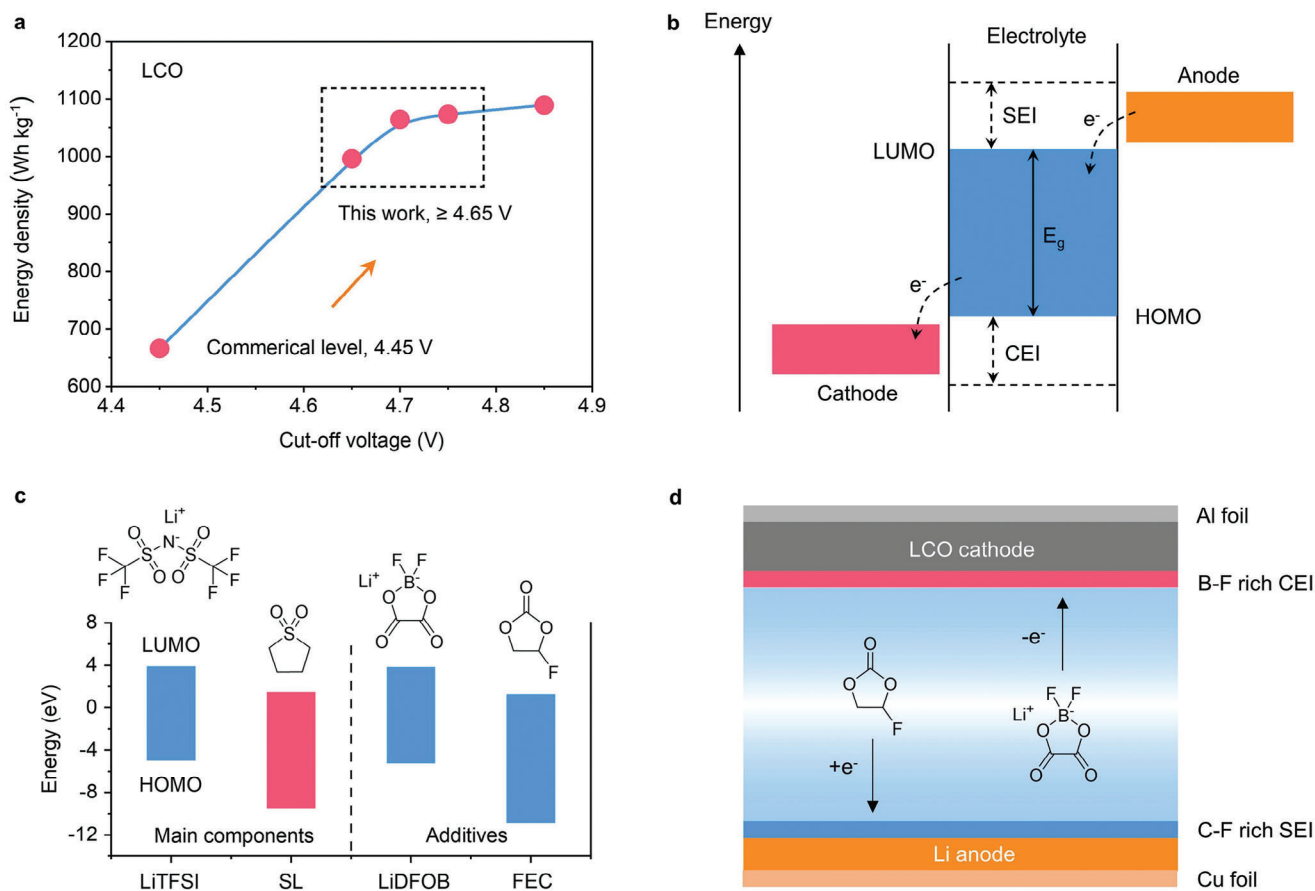 a
1200
1100
1000
900
800
700
600
4.4
4.5
4.6
4.7
4.8
4.9
Energy density (Wh kg⁻¹)
Cut-off voltage (V)
LCO
This work, ≥ 4.65 V
Commerical level, 4.45 V
b
Energy
Electrolyte
Anode
SEI
e⁻
LUMO
E_g
e⁻
HOMO
CEI
Cathode
c
Li⁺
O
O
N⁻
O
O
S
S
F
F
F
O
O
F
F
F
O
O
S
F
F
Li⁺
B⁻
O
O
O
O
O
O
O
F
8
4
0
-4
-8
-12
Energy (eV)
LUMO
HOMO
Main components
Additives
LiTFSI
SL
LiDFOB
FEC
d
Al foil
LCO cathode
B-F rich CEI
-e⁻
O
O
O
F
+e⁻
F
F
Li⁺
B⁻
O
O
O
O
C-F rich SEI
Li anode
Cu foil